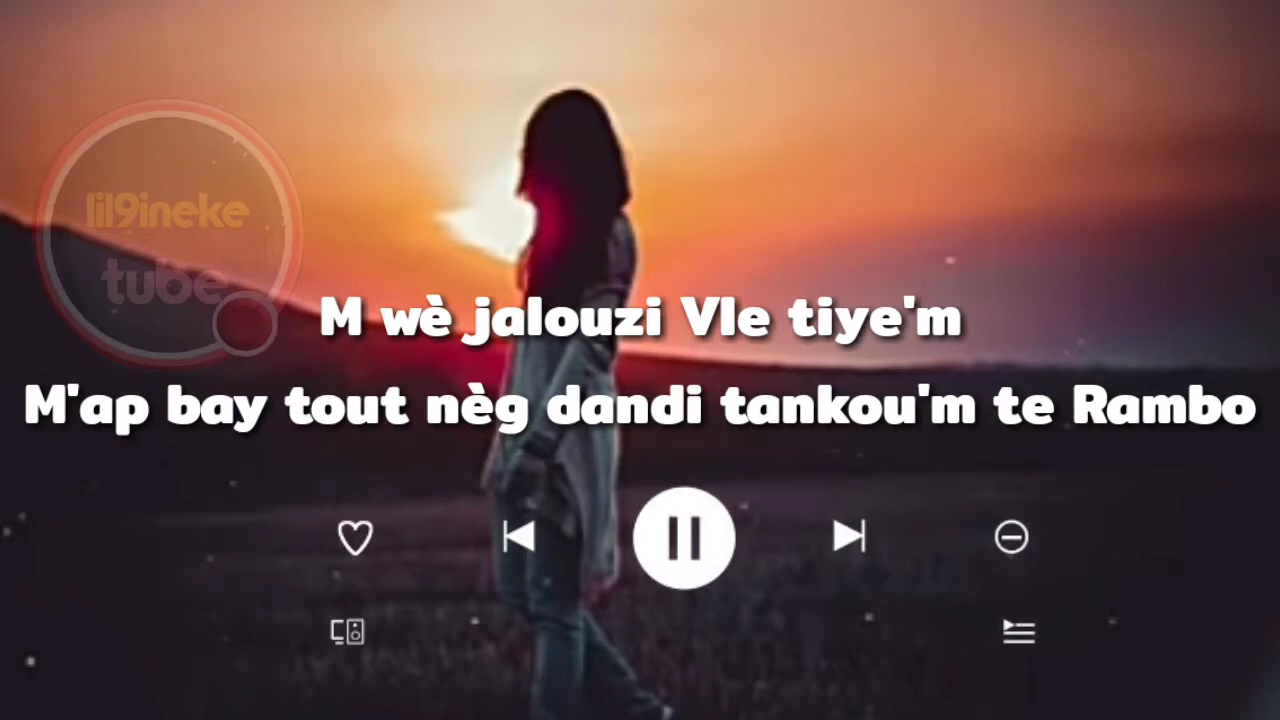 lil9ineke
tube
M wè jalouzi Vle tiye'm
M'ap bay tout nèg dandi tankou'm te Rambo